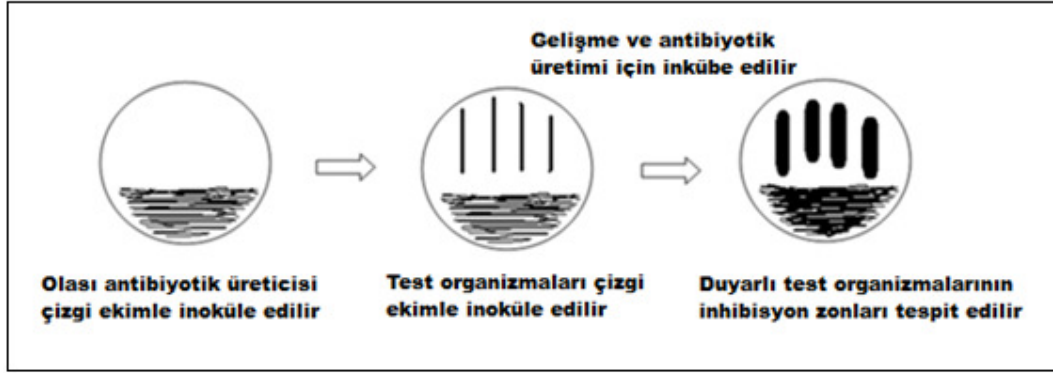 Gelişme ve antibiyotik
üretimi için inkübe edilir
Olası antibiyotik üreticisi
çizgi ekimle inoküle edilir
Test organizmaları çizgi
ekimle inoküle edilir
Duyarlı test organizmalarının
inhibisyon zonları tespit edilir